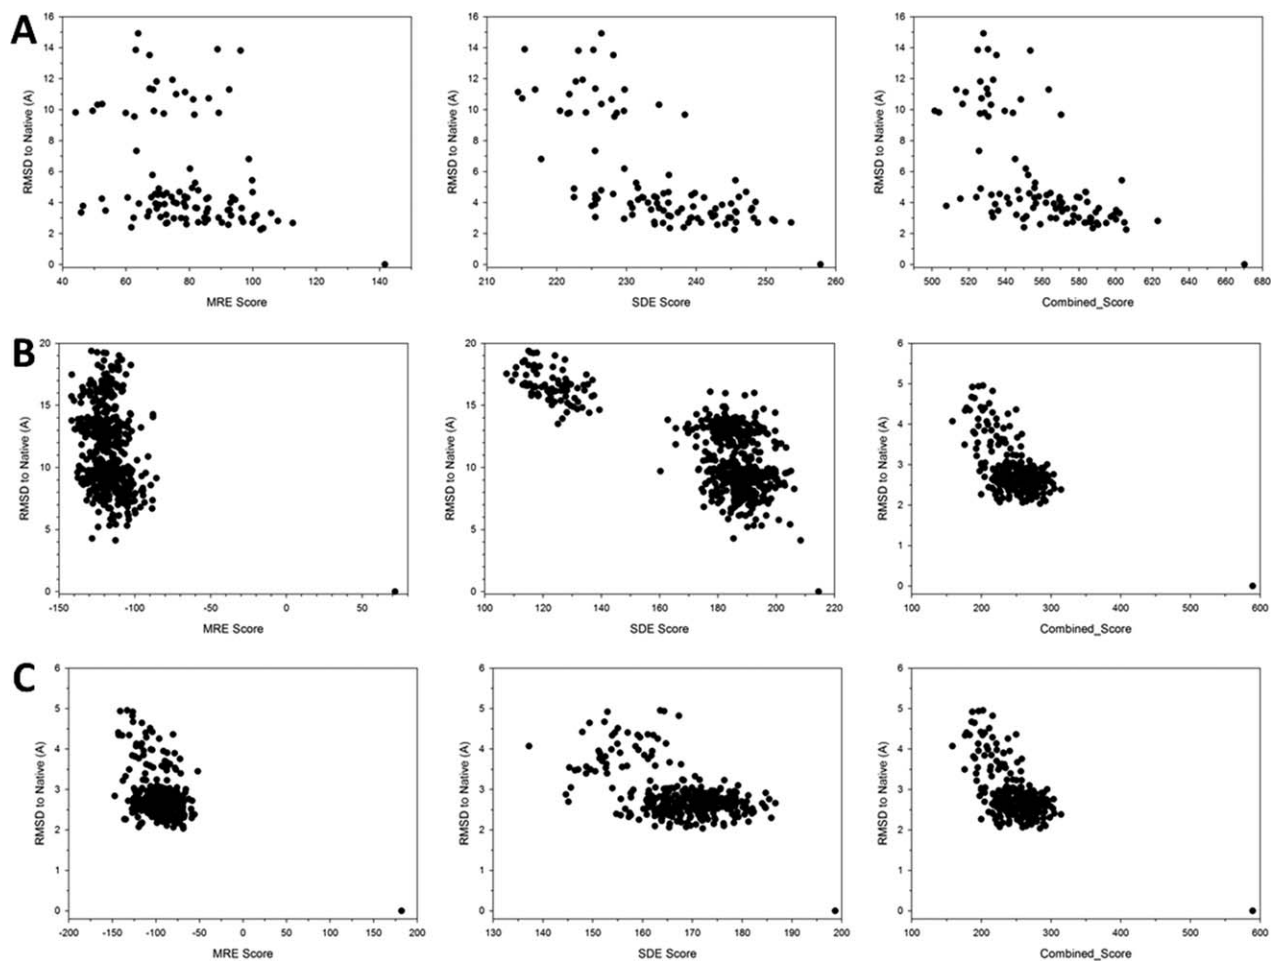 A
RMSD to Native (A)
16
14
12
10
8
6
4
2
0
40 60 80 100 120 140
MRE Score
RMSD to Native (A)
16
14
12
10
8
6
4
2
0
210 220 230 240 250 260
SDE Score
RMSD to Native (A)
16
14
12
10
8
6
4
2
0
500 520 540 560 580 600 620 640 660 680
Combined_Score
B
RMSD to Native (A)
20
15
10
5
0
-150 -100 -50 0 50
MRE Score
RMSD to Native (A)
20
15
10
5
0
100 120 140 160 180 200 220
SDE Score
RMSD to Native (A)
6
5
4
3
2
1
0
100 200 300 400 500 600
Combined_Score
C
RMSD to Native (A)
6
5
4
3
2
1
0
-200 -150 -100 -50 0 50 100 150 200
MRE Score
RMSD to Native (A)
6
5
4
3
2
1
0
130 140 150 160 170 180 190 200
SDE Score
RMSD to Native (A)
6
5
4
3
2
1
0
100 200 300 400 500 600
Combined_Score